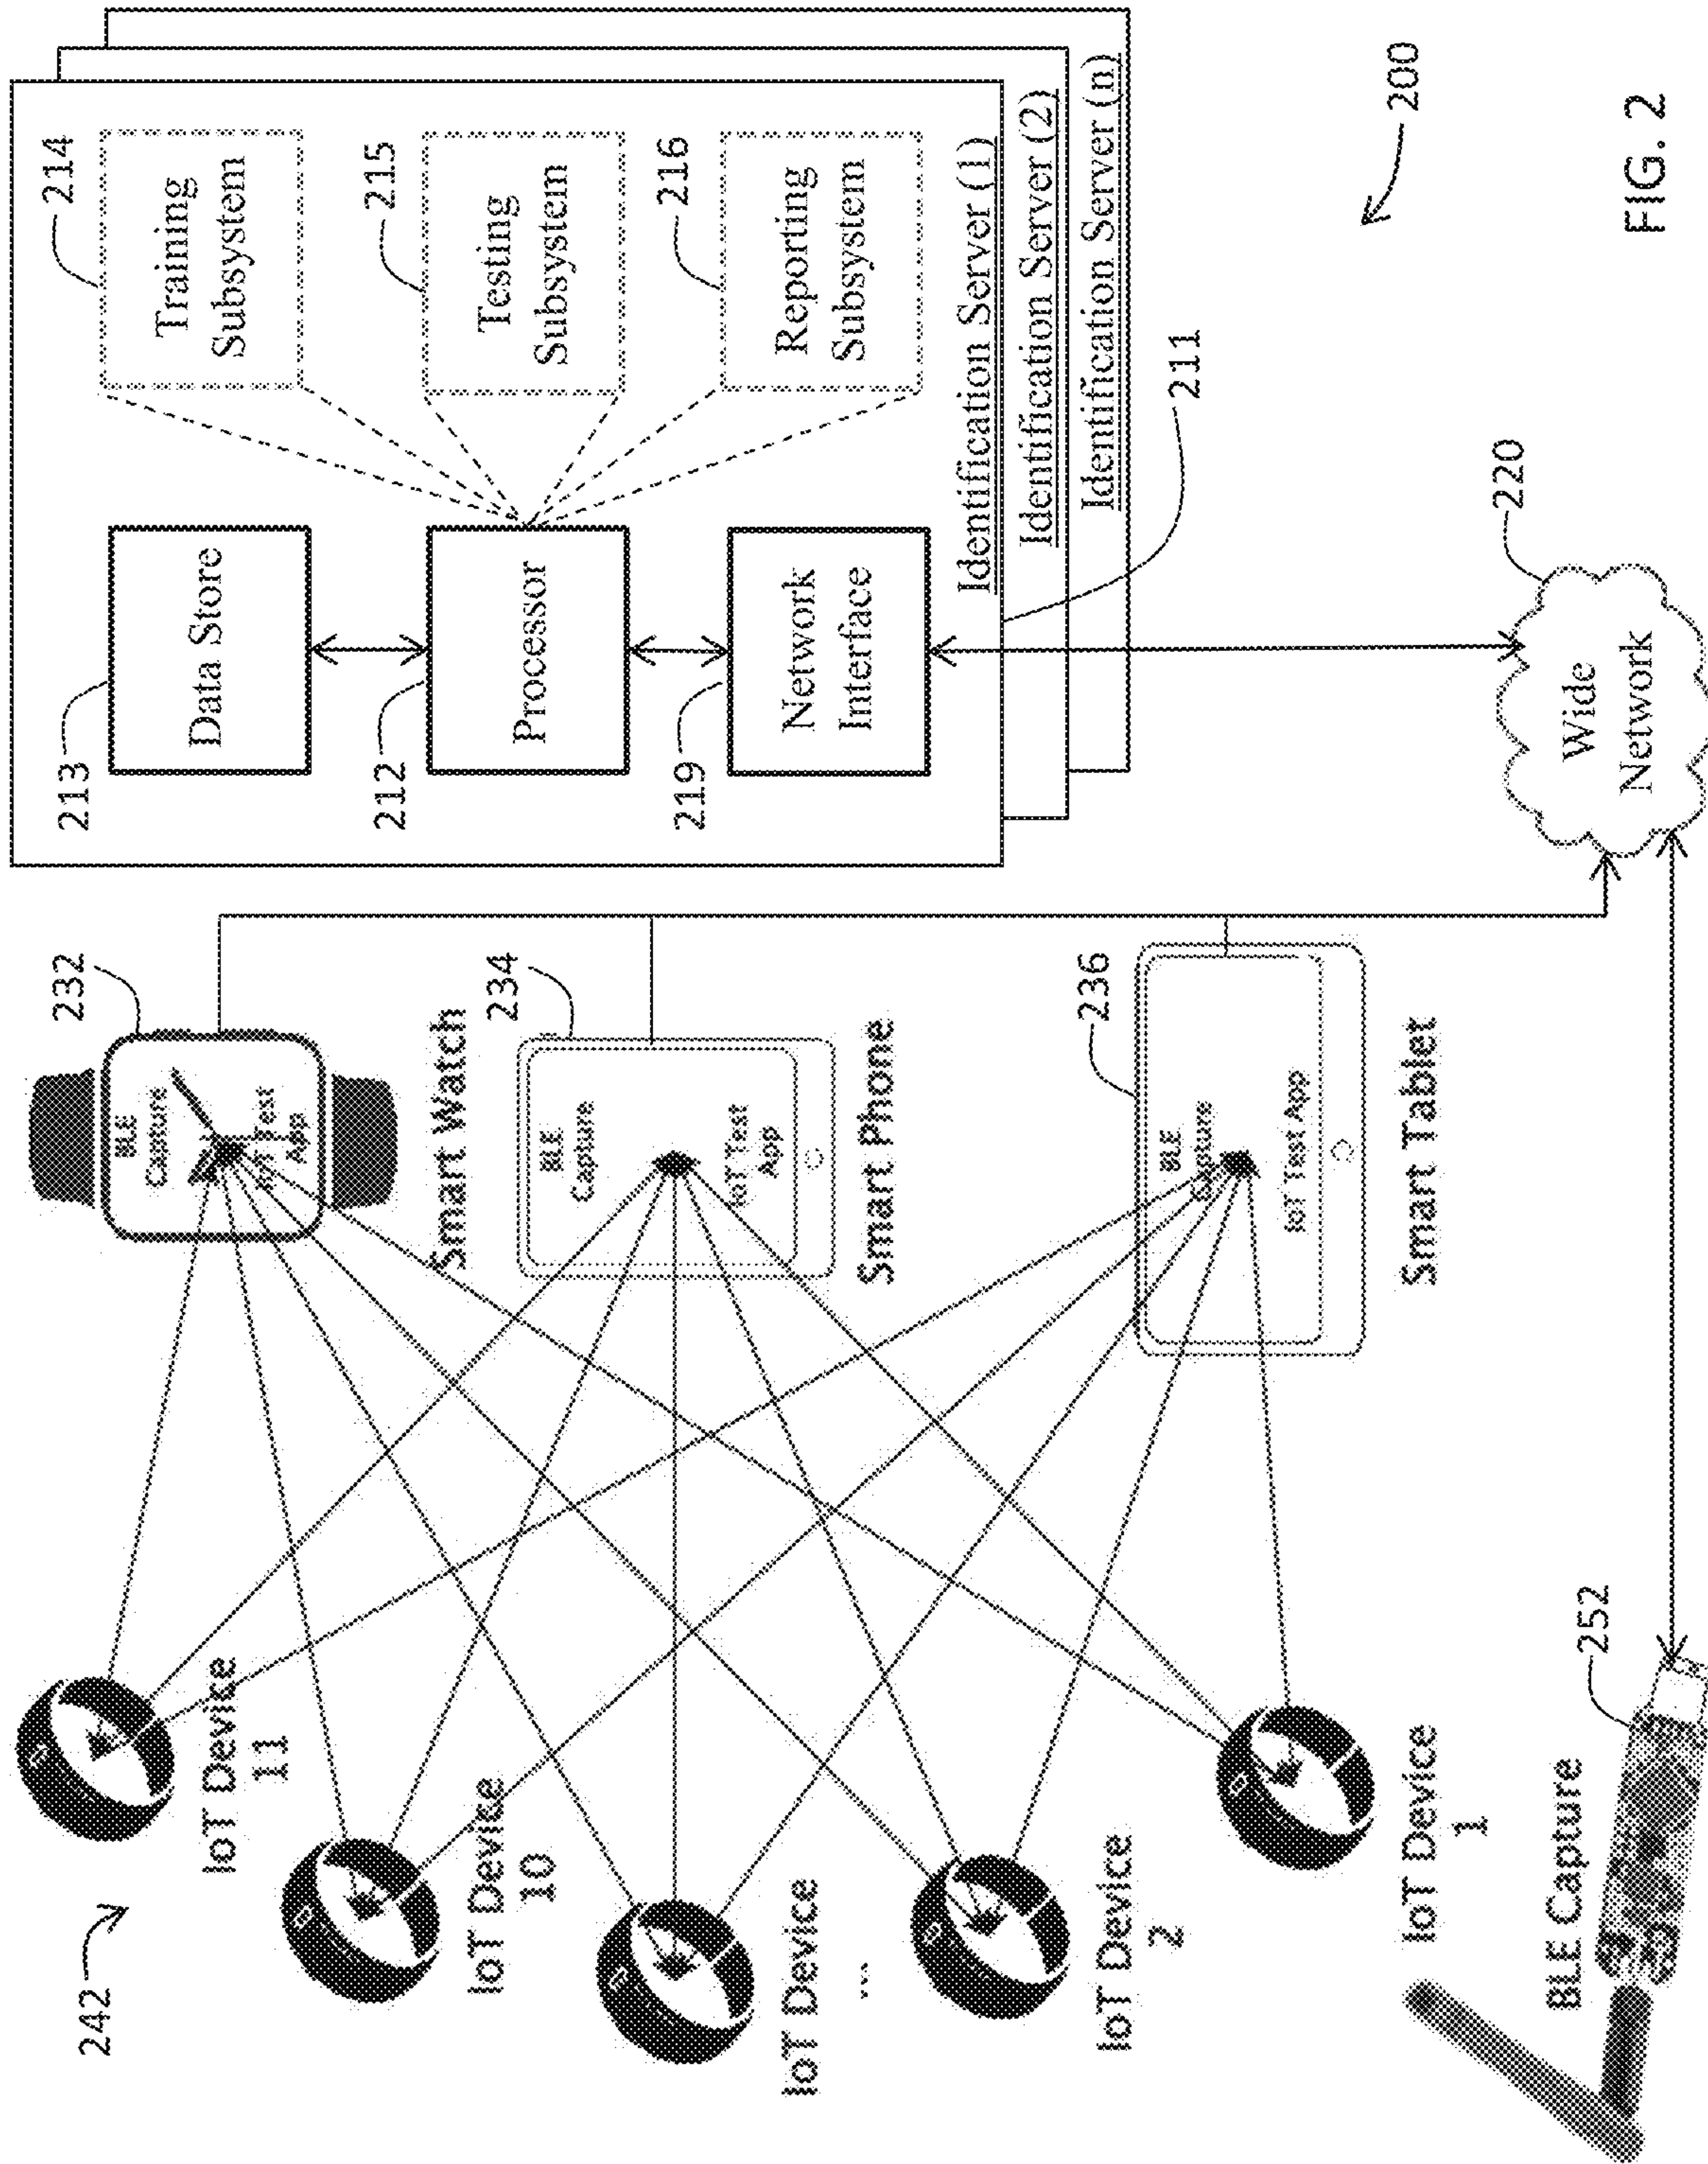 242
IoT Device
11
IoT Device
10
IoT Device
...
IoT Device
2
IoT Device
1
BLE Capture
252
232
BLE
Capture
IoT Test
App
Smart Watch
234
BLE
Capture
IoT Test
App
Smart Phone
236
BLE
Capture
IoT Test App
Smart Tablet
213
Data Store
212
Processor
219
Network
Interface
214
Training
Subsystem
215
Testing
Subsystem
216
Reporting
Subsystem
Identification Server (1)
Identification Server (2)
Identification Server (n)
211
220
Wide
Network
200
FIG. 2